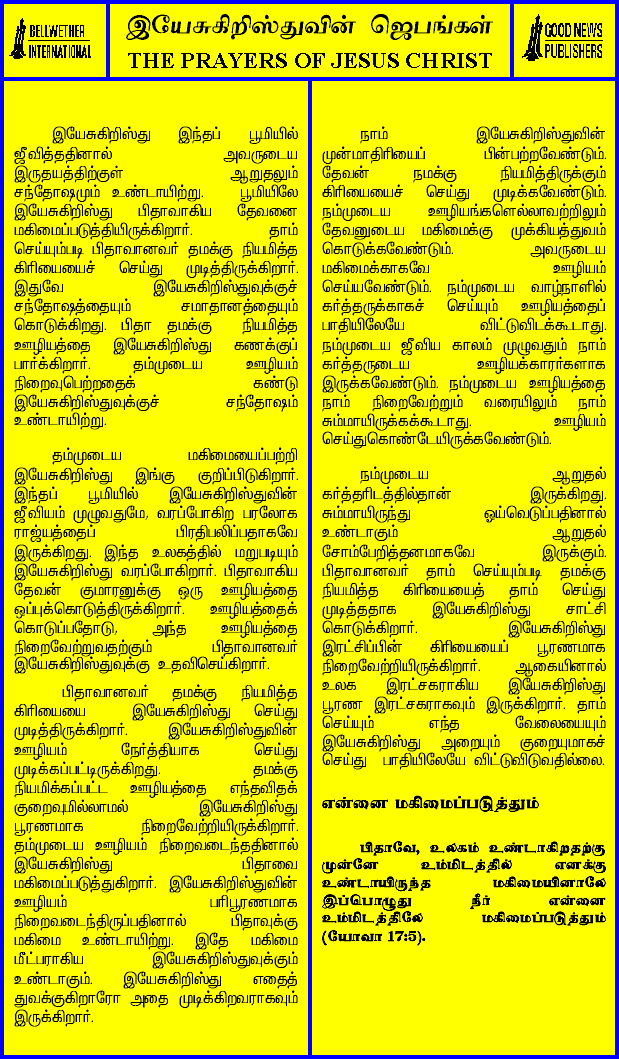 BELLWETHER
INTERNATIONAL
இயேசுகிறிஸ்துவின் ஜெபங்கள்
THE PRAYERS OF JESUS CHRIST
GOOD NEWS
PUBLISHERS
இயேசுகிறிஸ்து இந்தப் பூமியில்
ஜீவித்ததினால் அவருடைய
இருதயத்திற்குள் ஆறுதலும்
சந்தோஷமும் உண்டாயிற்று. பூமியிலே
இயேசுகிறிஸ்து பிதாவாகிய தேவனை
மகிமைப்படுத்தியிருக்கிறார். தாம்
செய்யும்படி பிதாவானவர் தமக்கு நியமித்த
கிரியையைச் செய்து முடித்திருக்கிறார்.
இதுவே இயேசுகிறிஸ்துவுக்குச்
சந்தோஷத்தையும் சமாதானத்தையும்
கொடுக்கிறது. பிதா தமக்கு நியமித்த
ஊழியத்தை இயேசுகிறிஸ்து கணக்குப்
பார்க்கிறார். தம்முடைய ஊழியம்
நிறைவுபெற்றதைக் கண்டு
இயேசுகிறிஸ்துவுக்குச் சந்தோஷம்
உண்டாயிற்று.
தம்முடைய மகிமையைப்பற்றி
இயேசுகிறிஸ்து இங்கு குறிப்பிடுகிறார்.
இந்தப் பூமியில் இயேசுகிறிஸ்துவின்
ஜீவியம் முழுவதுமே, வரப்போகிற பரலோக
ராஜ்யத்தைப் பிரதிபலிப்பதாகவே
இருக்கிறது. இந்த உலகத்தில் மறுபடியும்
இயேசுகிறிஸ்து வரப்போகிறார். பிதாவாகிய
தேவன் குமாரனுக்கு ஒரு ஊழியத்தை
ஒப்புக்கொடுத்திருக்கிறார். ஊழியத்தைக்
கொடுப்பதோடு, அந்த ஊழியத்தை
நிறைவேற்றுவதற்கும் பிதாவானவர்
இயேசுகிறிஸ்துவுக்கு உதவிசெய்கிறார்.
பிதாவானவர் தமக்கு நியமித்த
கிரியையை இயேசுகிறிஸ்து செய்து
முடித்திருக்கிறார். இயேசுகிறிஸ்துவின்
ஊழியம் நேர்த்தியாக செய்து
முடிக்கப்பட்டிருக்கிறது. தமக்கு
நியமிக்கப்பட்ட ஊழியத்தை எந்தவிதக்
குறைவுமில்லாமல் இயேசுகிறிஸ்து
பூரணமாக நிறைவேற்றியிருக்கிறார்.
தம்முடைய ஊழியம் நிறைவடைந்ததினால்
இயேசுகிறிஸ்து பிதாவை
மகிமைப்படுத்துகிறார். இயேசுகிறிஸ்துவின்
ஊழியம் பரிபூரணமாக
நிறைவடைந்திருப்பதினால் பிதாவுக்கு
மகிமை உண்டாயிற்று. இதே மகிமை
மீட்பராகிய இயேசுகிறிஸ்துவுக்கும்
உண்டாகும். இயேசுகிறிஸ்து எதைத்
துவக்குகிறாரோ அதை முடிக்கிறவராகவும்
இருக்கிறார்.
நாம் இயேசுகிறிஸ்துவின்
முன்மாதிரியைப் பின்பற்றவேண்டும்.
தேவன் நமக்கு நியமித்திருக்கும்
கிரியையைச் செய்து முடிக்கவேண்டும்.
நம்முடைய ஊழியங்களெல்லாவற்றிலும்
தேவனுடைய மகிமைக்கு முக்கியத்துவம்
கொடுக்கவேண்டும். அவருடைய
மகிமைக்காகவே ஊழியம்
செய்யவேண்டும். நம்முடைய வாழ்நாளில்
கர்த்தருக்காகச் செய்யும் ஊழியத்தைப்
பாதியிலேயே விட்டுவிடக்கூடாது.
நம்முடைய ஜீவிய காலம் முழுவதும் நாம்
கர்த்தருடைய ஊழியக்காரர்களாக
இருக்கவேண்டும். நம்முடைய ஊழியத்தை
நாம் நிறைவேற்றும் வரையிலும் நாம்
சும்மாயிருக்கக்கூடாது. ஊழியம்
செய்துகொண்டேயிருக்கவேண்டும்.
நம்முடைய ஆறுதல்
கர்த்தரிடத்தில்தான் இருக்கிறது.
சும்மாயிருந்து ஓய்வெடுப்பதினால்
உண்டாகும் ஆறுதல்
சோம்பேறித்தனமாகவே இருக்கும்.
பிதாவானவர் தாம் செய்யும்படி தமக்கு
நியமித்த கிரியையைத் தாம் செய்து
முடித்ததாக இயேசுகிறிஸ்து சாட்சி
கொடுக்கிறார். இயேசுகிறிஸ்து
இரட்சிப்பின் கிரியையைப் பூரணமாக
நிறைவேற்றியிருக்கிறார். ஆகையினால்
உலக இரட்சகராகிய இயேசுகிறிஸ்து
பூரண இரட்சகராகவும் இருக்கிறார். தாம்
செய்யும் எந்த வேலையையும்
இயேசுகிறிஸ்து அறையும் குறையுமாகச்
செய்து பாதியிலேயே விட்டுவிடுவதில்லை.
என்னை மகிமைப்படுத்தும்
பிதாவே, உலகம் உண்டாகிறதற்கு
முன்னே உம்மிடத்தில் எனக்கு
உண்டாயிருந்த மகிமையினாலே
இப்பொழுது நீர் என்னை
உம்மிடத்திலே மகிமைப்படுத்தும்
(யோவா 17:5).